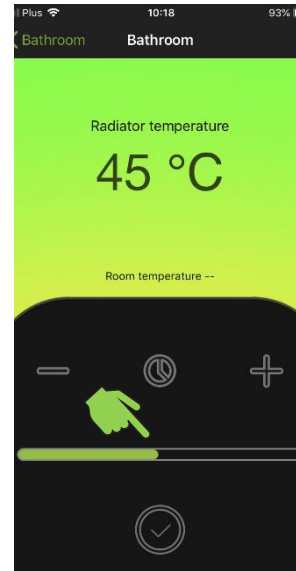 Plus 10:18 93%
Bathroom Bathroom
Radiator temperature
45 °C
Room temperature --